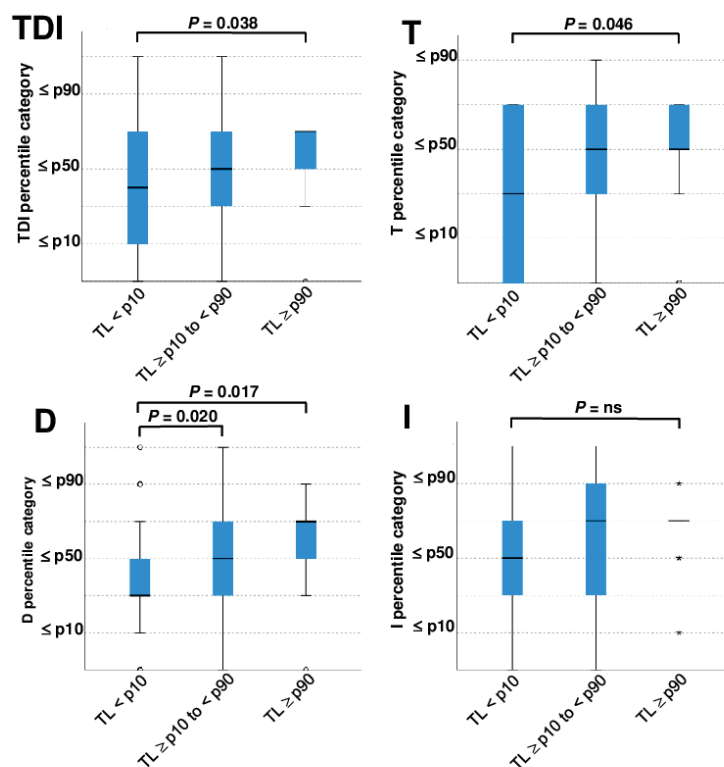 TDI
P = 0.038
TDI percentile category
≤ p90
≤ p50
≤ p10
TL < p10
TL ≥ p10 to < p90
TL ≥ p90
T
P = 0.046
T percentile category
≤ p90
≤ p50
≤ p10
TL < p10
TL ≥ p10 to < p90
TL ≥ p90
D
P = 0.017
P = 0.020
D percentile category
≤ p90
≤ p50
≤ p10
TL < p10
TL ≥ p10 to < p90
TL ≥ p90
I
P = ns
I percentile category
≤ p90
≤ p50
≤ p10
TL < p10
TL ≥ p10 to < p90
TL ≥ p90